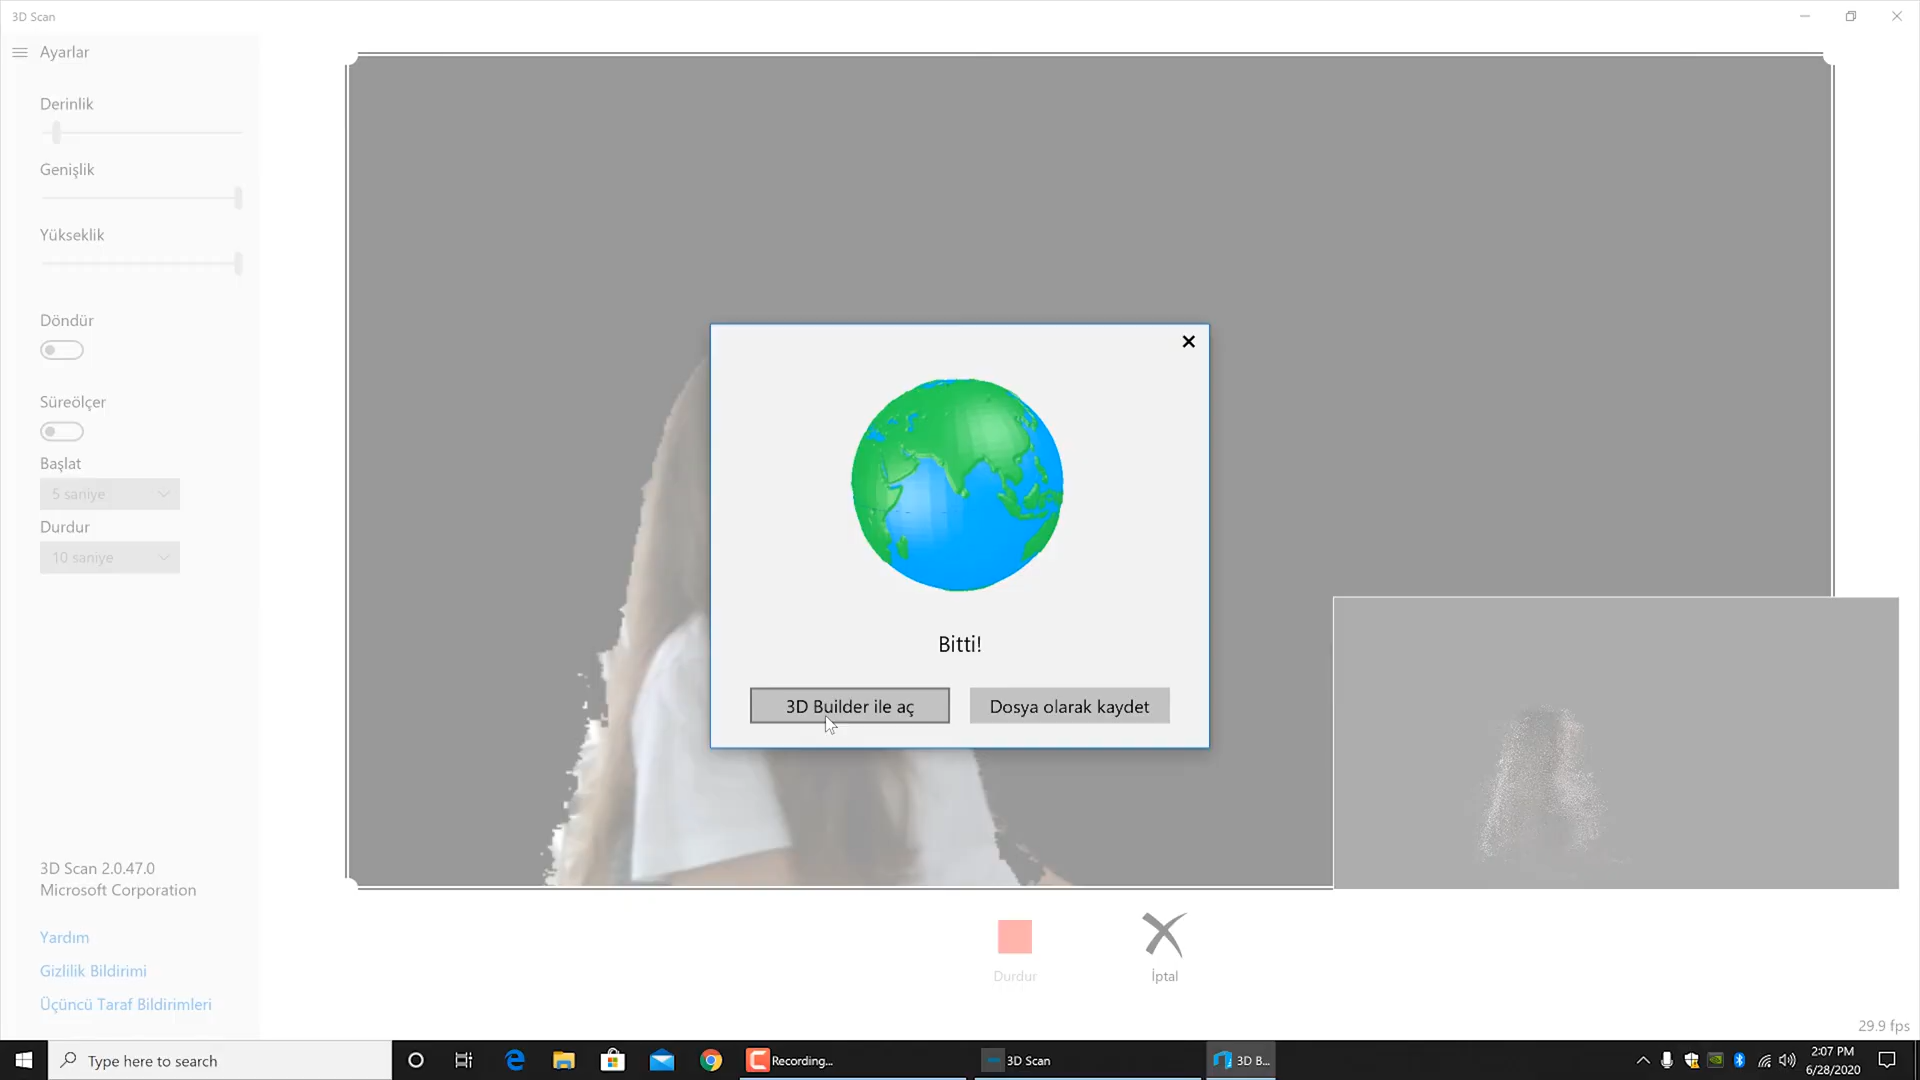 3D Scan
Ayarlar
Derinlik
Genişlik
Yükseklik
Döndür
Süreölçer
Başlat
5 saniye
Durdur
10 saniye
3D Scan 2.0.47.0
Microsoft Corporation
Yardım
Gizlilik Bildirimi
Üçüncü Taraf Bildirimleri
Bitti!
3D Builder ile aç
Dosya olarak kaydet
Durdur
İptal
29.9 fps
Type here to search
Recording...
3D Scan
3D B...
2:07 PM
6/28/2020